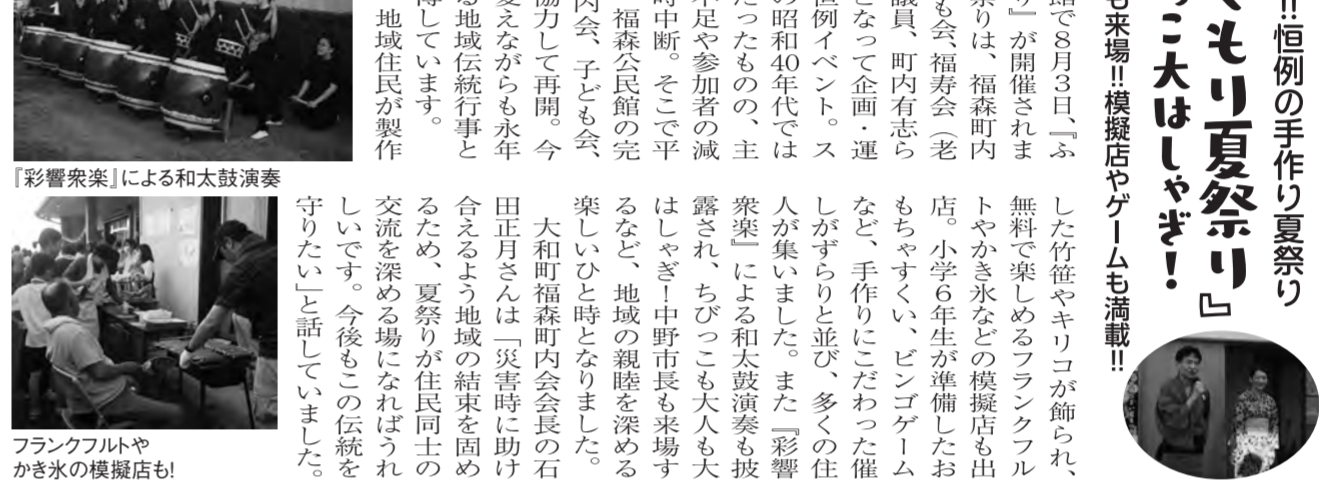 !!恒例の手作り夏祭り
くもり夏祭り』
っこ大はしゃぎ!
も来場!!模擬店やゲームも満載!!
館で8月3日、『ふ
り』が開催されま
祭りは、福森町内
も会、福寿会(老
議員、町内有志ら
となって企画・運
恒例イベント。ス
の昭和40年代では
だったものの、主
不足や参加者の減
時中断。そこで平
福森公民館の完
内会、子ども会、
協力して再開。今
変えながらも永年
る地域伝統行事と
得しています。
地域住民が製作
した竹笹やキリコが飾られ、
無料で楽しめるフランクフル
トやかき氷などの模擬店も出
店。小学6年生が準備したお
もちゃすくい、ビンゴゲーム
など、手作りにこだわった催
しがずらりと並び、多くの住
人が集いました。また『彩響
衆楽』による和太鼓演奏も披
露され、ちびっこも大人も大
はしゃぎ!中野市長も来場す
るなど、地域の親睦を深める
楽しいひと時となりました。
大和町福森町内会会長の石
田正月さんは「災害時に助け
合えるよう地域の結束を固め
るため、夏祭りが住民同士の
交流を深める場になればうれ
しいです。今後もこの伝統を
守りたい」と話していました。
『彩響衆楽』による和太鼓演奏
フランクフルトや
かき氷の模擬店も!